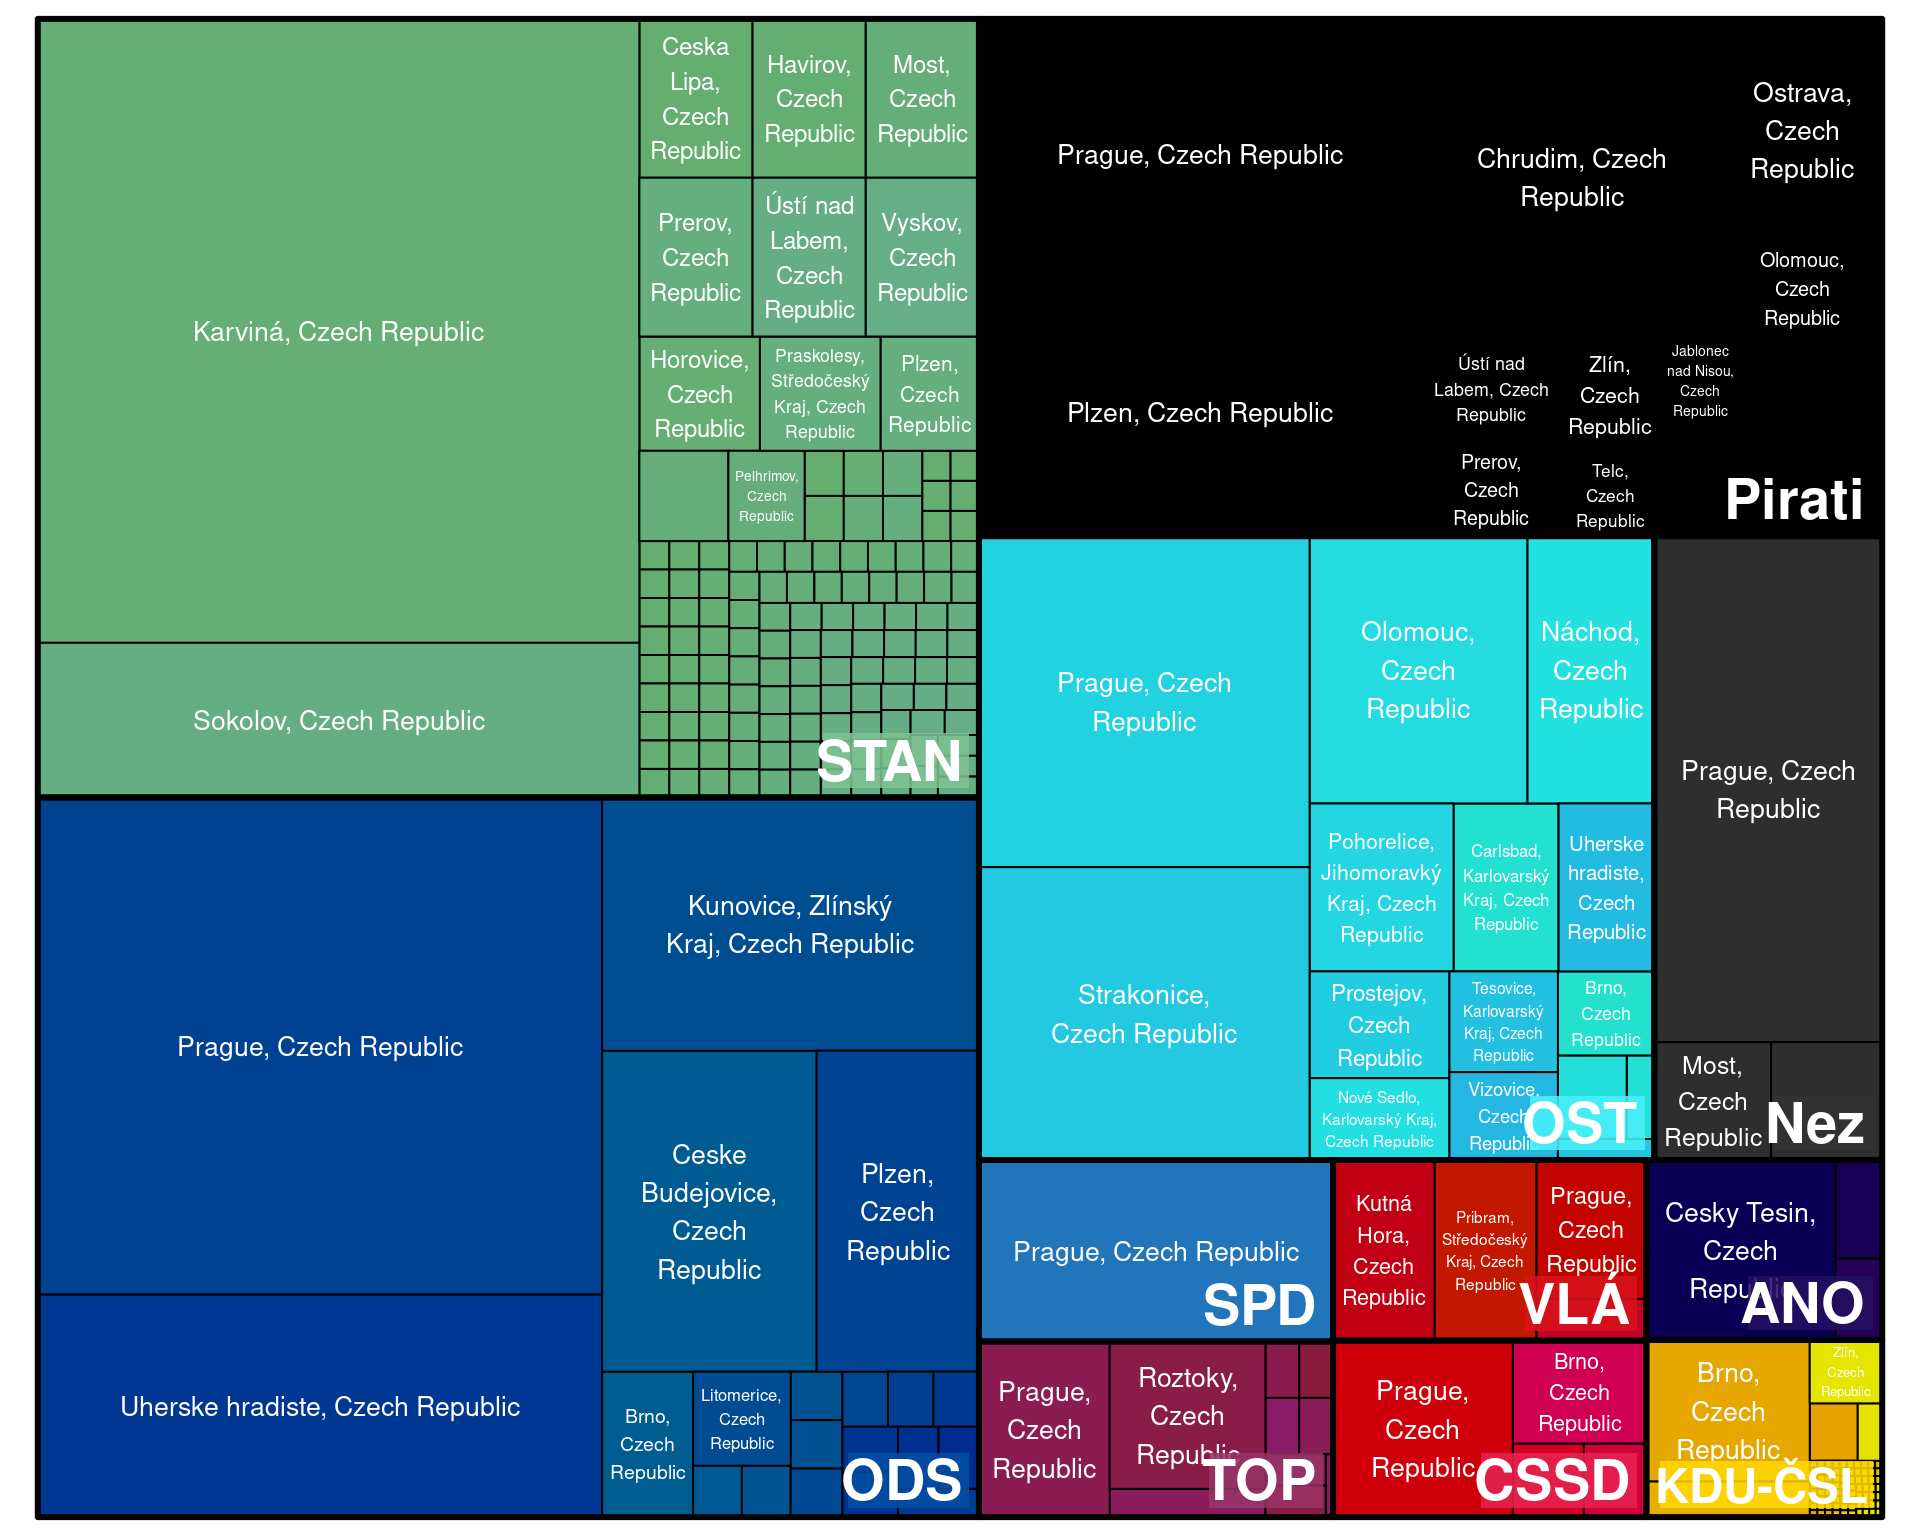 Karviná, Czech Republic
Sokolov, Czech Republic
Ceska
Lipa,
Czech
Republic
Havirov,
Czech
Republic
Most,
Czech
Republic
Prerov,
Czech
Republic
Ústí nad
Labem,
Czech
Republic
Vyskov,
Czech
Republic
Horovice,
Czech
Republic
Praskolesy,
Středočeský
Kraj, Czech
Republic
Plzen,
Czech
Republic
Pelhrimov,
Czech
Republic
STAN
Prague, Czech Republic
Uherske hradiste, Czech Republic
Kunovice, Zlínský
Kraj, Czech Republic
Ceske
Budejovice,
Czech
Republic
Plzen,
Czech
Republic
Brno,
Czech
Republic
Litomerice,
Czech
Republic
ODS
Prague, Czech Republic
Plzen, Czech Republic
Chrudim, Czech
Republic
Ostrava,
Czech
Republic
Olomouc,
Czech
Republic
Ústí nad
Labem, Czech
Republic
Zlín,
Czech
Republic
Jablonec
nad Nisou,
Czech
Republic
Prerov,
Czech
Republic
Telc,
Czech
Republic
Pirati
Prague, Czech
Republic
Strakonice,
Czech Republic
Olomouc,
Czech
Republic
Náchod,
Czech
Republic
Pohorelice,
Jihomoravký
Kraj, Czech
Republic
Carlsbad,
Karlovarský
Kraj, Czech
Republic
Uherske
hradiste,
Czech
Republic
Prostejov,
Czech
Republic
Tesovice,
Karlovarský
Kraj, Czech
Republic
Brno,
Czech
Republic
Nové Sedlo,
Karlovarský Kraj,
Czech Republic
Vizovice,
Czech
Republic
OST
Prague, Czech
Republic
Most,
Czech
Republic
Nez
Prague, Czech Republic
SPD
Kutná
Hora,
Czech
Republic
Pribram,
Středočeský
Kraj, Czech
Republic
Prague,
Czech
Republic
VLÁ
Cesky Tesin,
Czech
Republic
ANO
Prague,
Czech
Republic
Roztoky,
Czech
Republic
TOP
Prague,
Czech
Republic
Brno,
Czech
Republic
CSSD
Brno,
Czech
Republic
Zlín,
Czech
Republic
KDU-ČSL